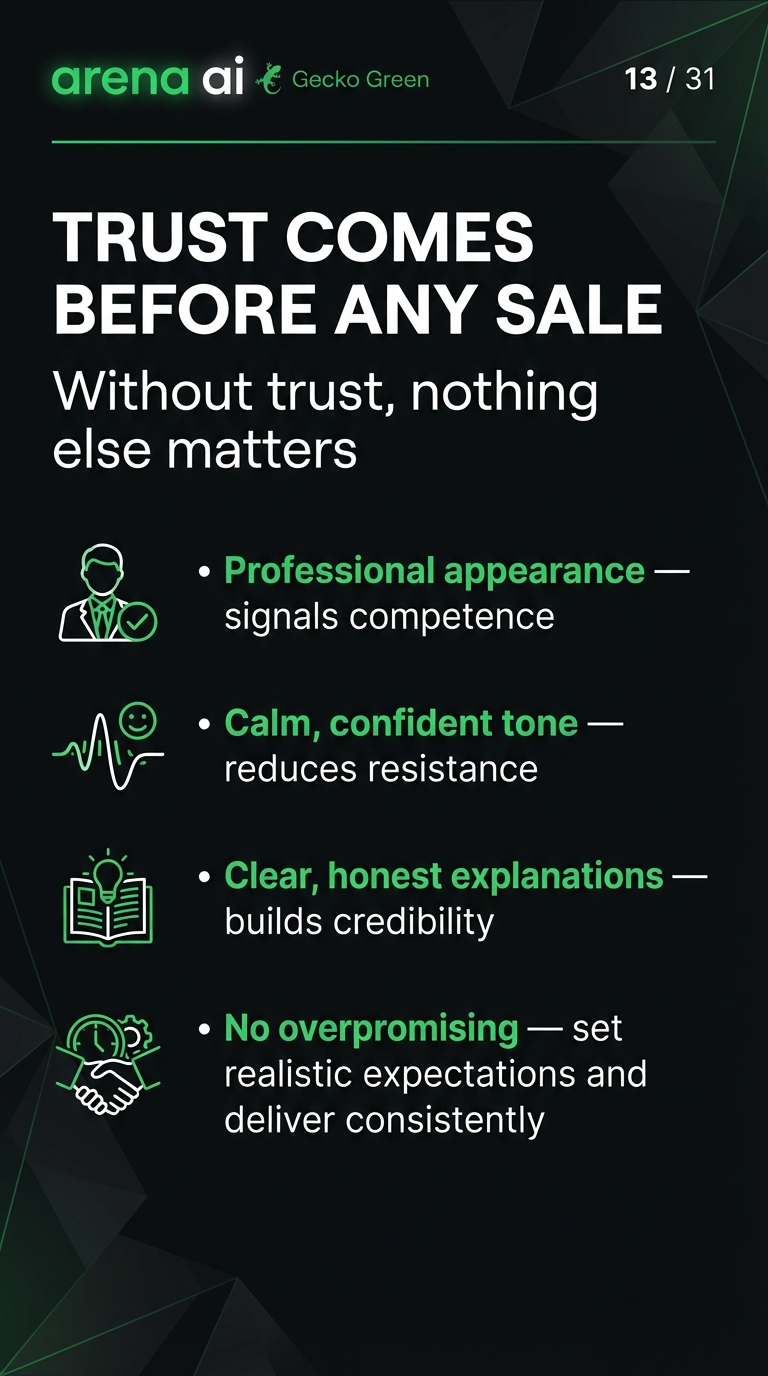 arena ai Gecko Green 13 / 31
TRUST COMES
BEFORE ANY SALE
Without trust, nothing
else matters
• Professional appearance —
signals competence
• Calm, confident tone —
reduces resistance
• Clear, honest explanations —
builds credibility
• No overpromising — set
realistic expectations and
deliver consistently